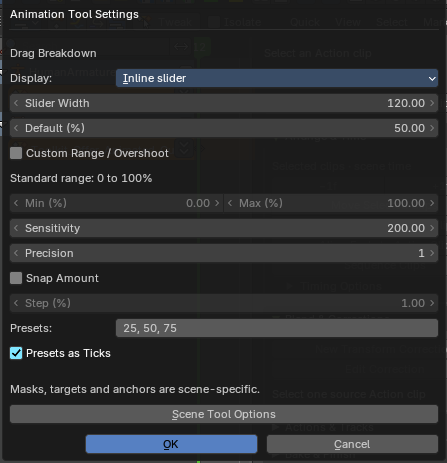 Animation Tool Settings
Drag Breakdown
Display: Inline slider
Slider Width 120.00
Default (%) 50.00
Custom Range / Overshoot
Standard range: 0 to 100%
Min (%) 0.00 Max (%) 100.00
Sensitivity 200.00
Precision 1
Snap Amount
Step (%) 1.00
Presets: 25, 50, 75
Presets as Ticks
Masks, targets and anchors are scene-specific.
Scene Tool Options
OK Cancel